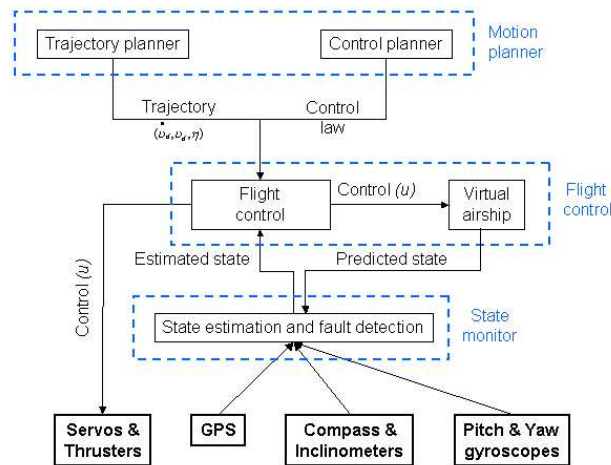 Trajectory planner
Control planner
Motion
planner
Trajectory
Control
law
Flight
control
Control (u)
Virtual
airship
Flight
control
Estimated state
Predicted state
Control (u)
State estimation and fault detection
State
monitor
Servos &
Thrusters
GPS
Compass &
Inclinometers
Pitch & Yaw
gyroscopes